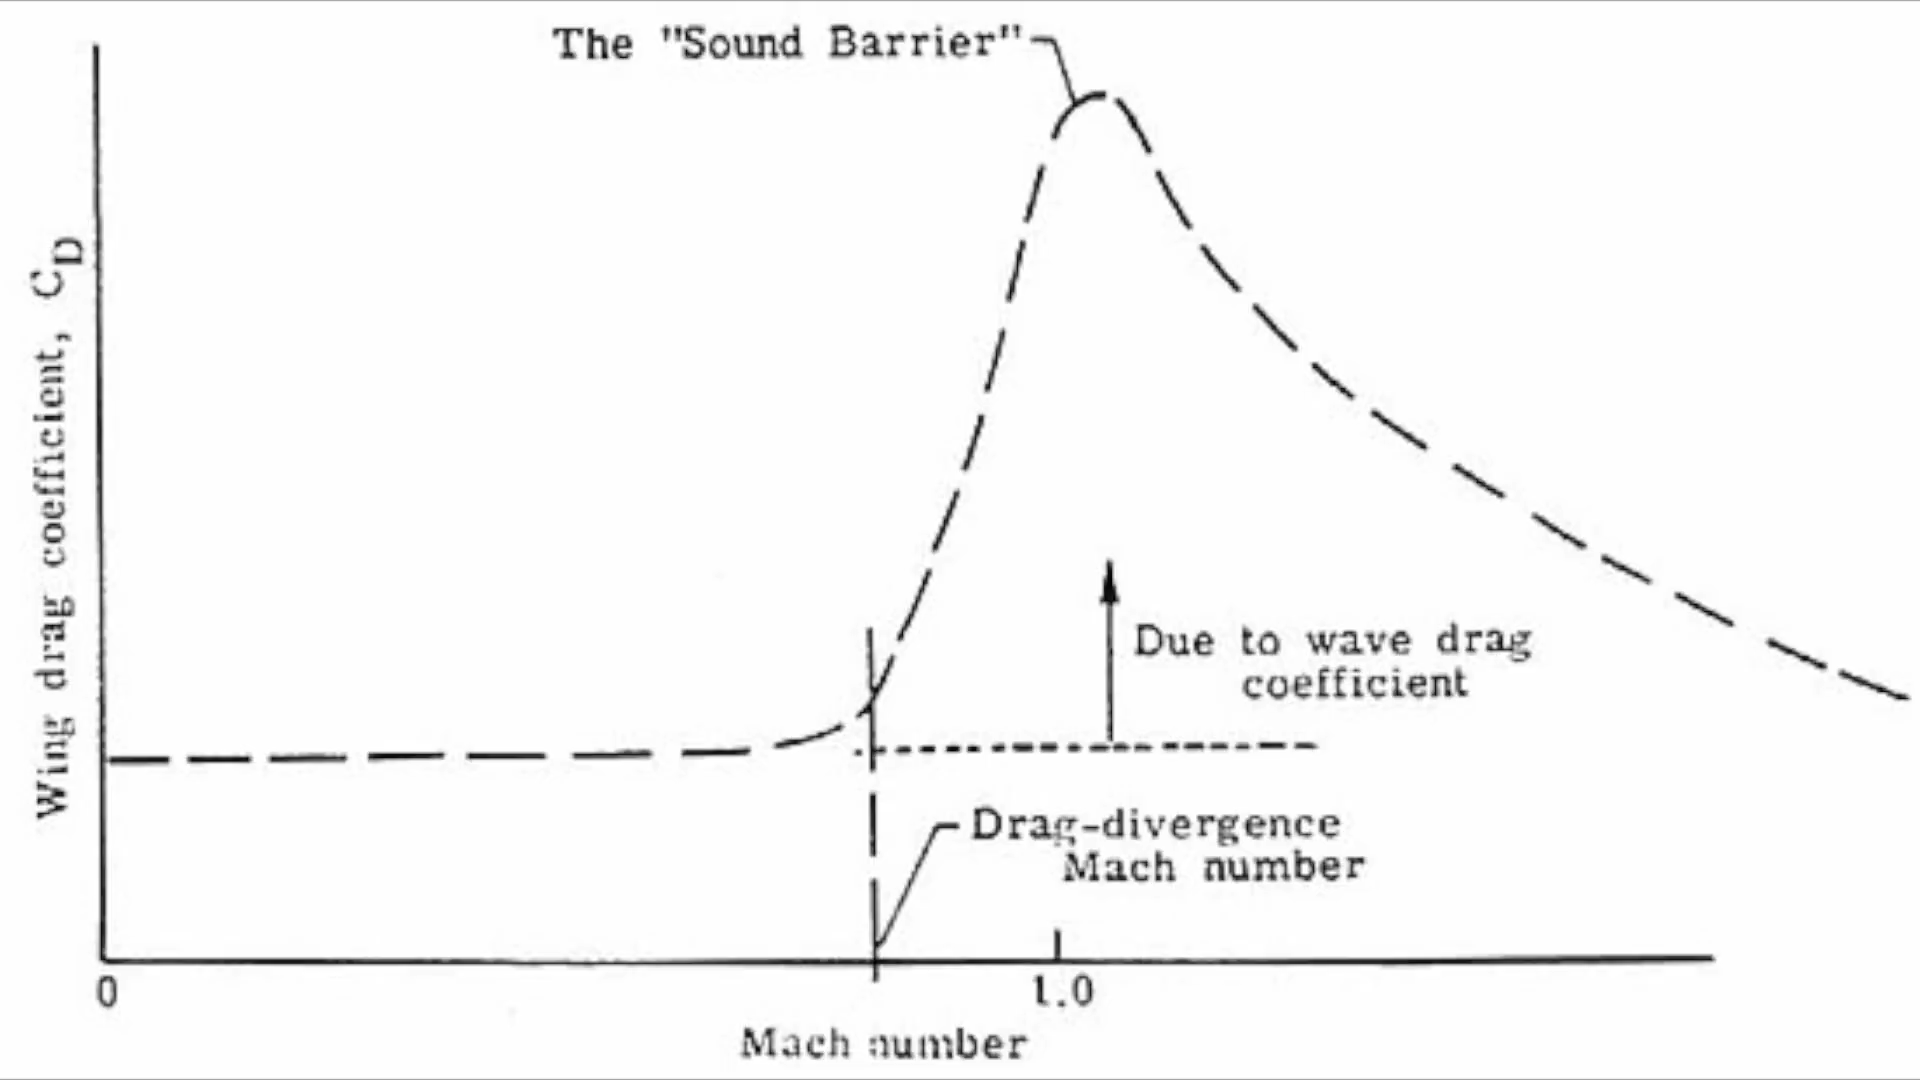 The "Sound Barrier"
Wing drag coefficient, CD
Due to wave drag
coefficient
Drag-divergence
Mach number
0
1.0
Mach number